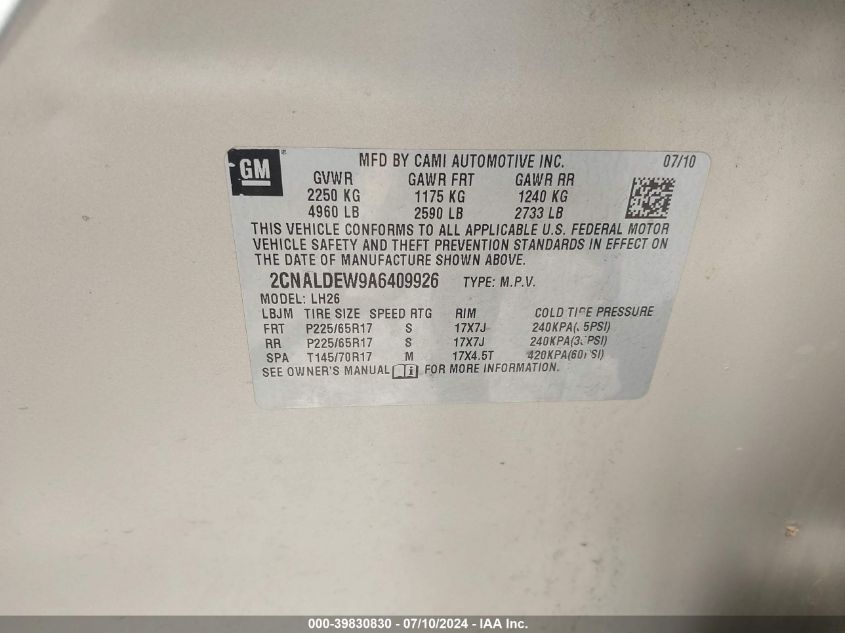 GM ® MFD BY CAMI AUTOMOTIVE INC. 07/10
GVWR GAWR FRT GAWR RR
2250 KG 1175 KG 1240 KG
4960 LB 2590 LB 2733 LB
THIS VEHICLE CONFORMS TO ALL APPLICABLE U.S. FEDERAL MOTOR
VEHICLE SAFETY AND THEFT PREVENTION STANDARDS IN EFFECT ON
THE DATE OF MANUFACTURE SHOWN ABOVE.
2CNALDEW9A6409926 TYPE: M.P.V.
MODEL: LH26
LBJM TIRE SIZE SPEED RTG RIM COLD TIRE PRESSURE
FRT P225/65R17 S 17X7J
RR P225/65R17 S 17X7J
SPA T145/70R17 M 17X4.5T
SEE OWNER'S MANUAL FOR MORE INFORMATION.
000-39830830 - 07/10/2024 - IAA Inc.